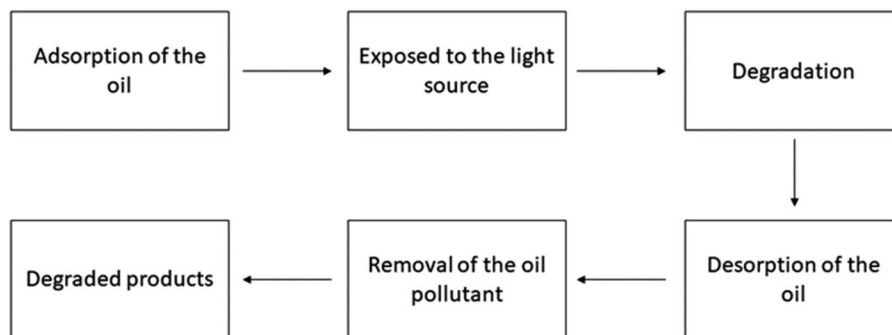 Adsorption of the
oil
Exposed to the light
source
Degradation
Desorption of the
oil
Removal of the oil
pollutant
Degraded products